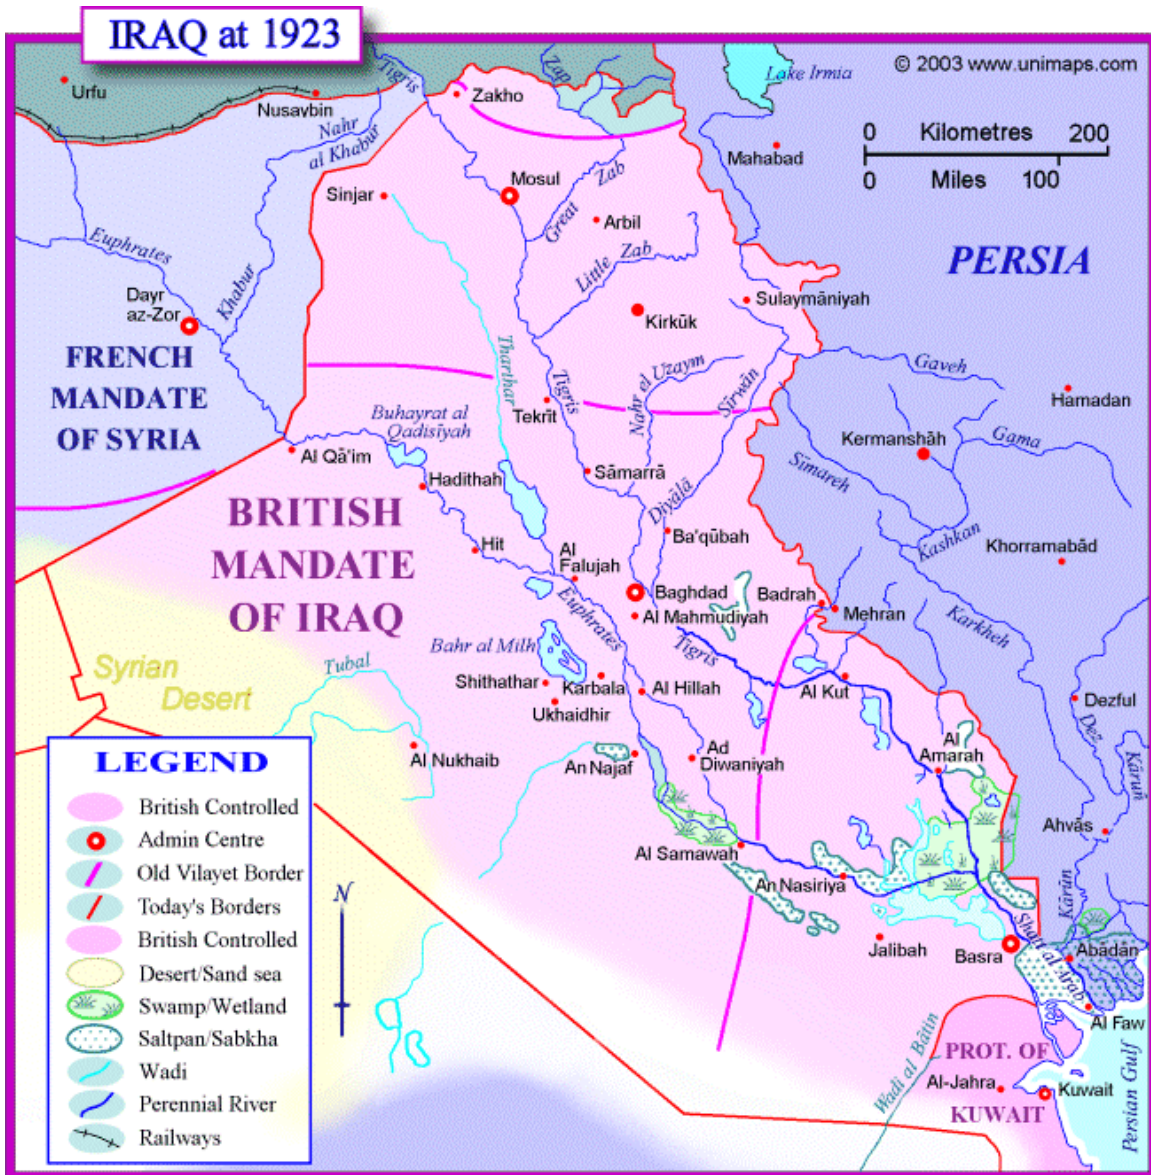 IRAQ at 1923
© 2003 www.unimaps.com
Urfu
Nusaybin
Nahr
al Khabur
Tigris
Zap
Zakho
Lake Irmia
0 Kilometres 200
0 Miles 100
Mahabad
Sinjar
Mosul
Great Zab
Arbil
Little Zab
Euphrates
Khabur
PERSIA
Dayr
az-Zor
Sulaymāniyah
Kirkūk
FRENCH
MANDATE
OF SYRIA
Tharthar
Tigris
Nahr el Uzaym
Sīrwān
Gaveh
Hamadan
Tekrīt
Buhayrat al
Qadisīyah
Kermanshāh
Gama
Al Qā'im
Sīmareh
Hadithah
Sāmarrā
Diyālā
BRITISH
MANDATE
OF IRAQ
Hit
Al
Falujah
Ba'qūbah
Kashkan
Khorramabād
Baghdad
Badrah
Mehran
Al Mahmudiyah
Euphrates
Karkheh
Bahr al Milh
Tigris
Syrian
Desert
Tubal
Shithathar
Karbala
Al Hillah
Al Kut
Dezful
Ukhaidhir
Dez
Al Nukhaib
An Najaf
Ad
Diwaniyah
Al
Amarah
Kāruñ
LEGEND
British Controlled
Admin Centre
Old Vilayet Border
Today's Borders
British Controlled
Desert/Sand sea
Swamp/Wetland
Saltpan/Sabkha
Wadi
Perennial River
Railways
N
Ahvās
Al Samawah
An Nasiriya
Kārūn
Jalibah
Basra
Shatt al Arab
Abādān
Al Faw
Wadi al Bātin
PROT. OF
KUWAIT
Al-Jahra
Kuwait
Persian Gulf